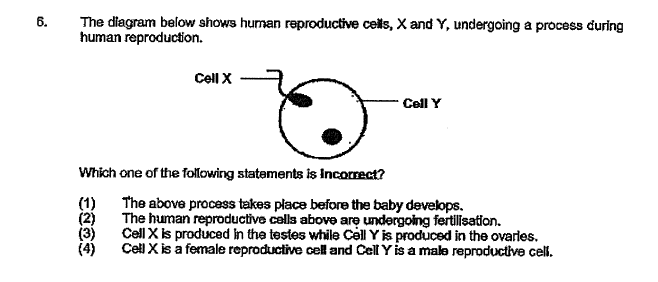 6. The diagram below shows human reproductive cells, X and Y, undergoing a process during
human reproduction.
Cell X
Cell Y
Which one of the following statements is Incorrect?
(1) The above process takes place before the baby develops.
(2) The human reproductive cells above are undergoing fertilisation.
(3) Cell X is produced in the testes while Cell Y is produced in the ovaries.
(4) Cell X is a female reproductive cell and Cell Y is a male reproductive cell.